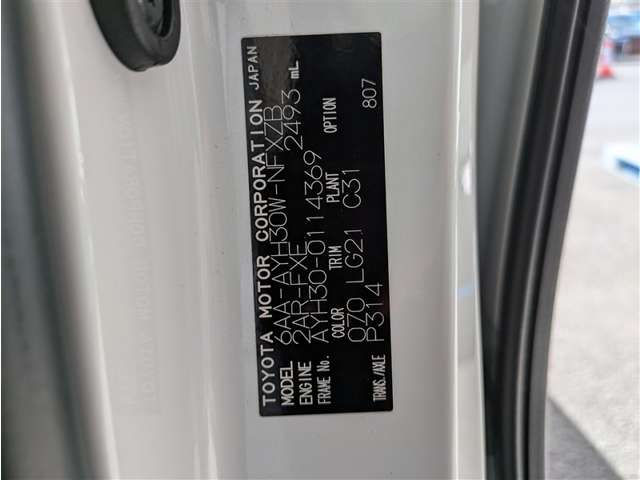 TOYOTA MOTOR CORPORATION JAPAN
MODEL 6AA-AYH30W-NFXZB
ENGINE 2AR-FXE 2493 mL
FRAME No. AYH30-0114369
COLOR TRIM PLANT OPTION
070 LG21 C31 807
TRANS./AXLE P314